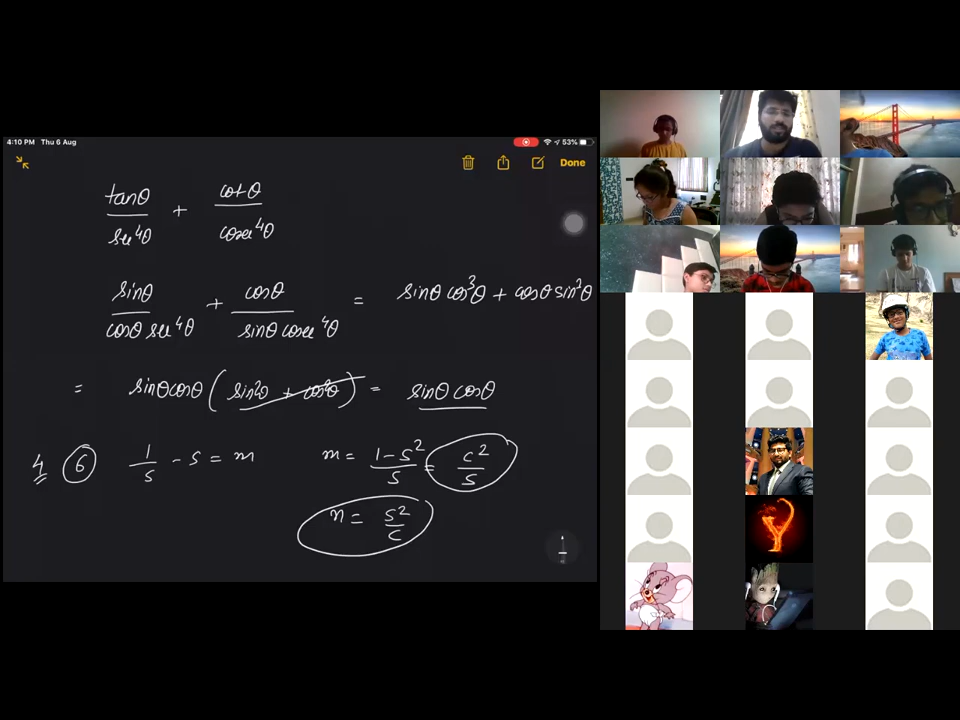 4:10 PM Thu 6 Aug 53%
Done
tanθ/sec⁴θ + cotθ/cosec⁴θ
sinθ/cosθ sec⁴θ + cosθ/sinθ cosec⁴θ = sinθ cos³θ + cosθ sin³θ
= sinθcosθ (sin²θ + cos²θ) = sinθ cosθ
4 6 1/s - s = m m = 1-s²/s = c²/s
n = s²/c